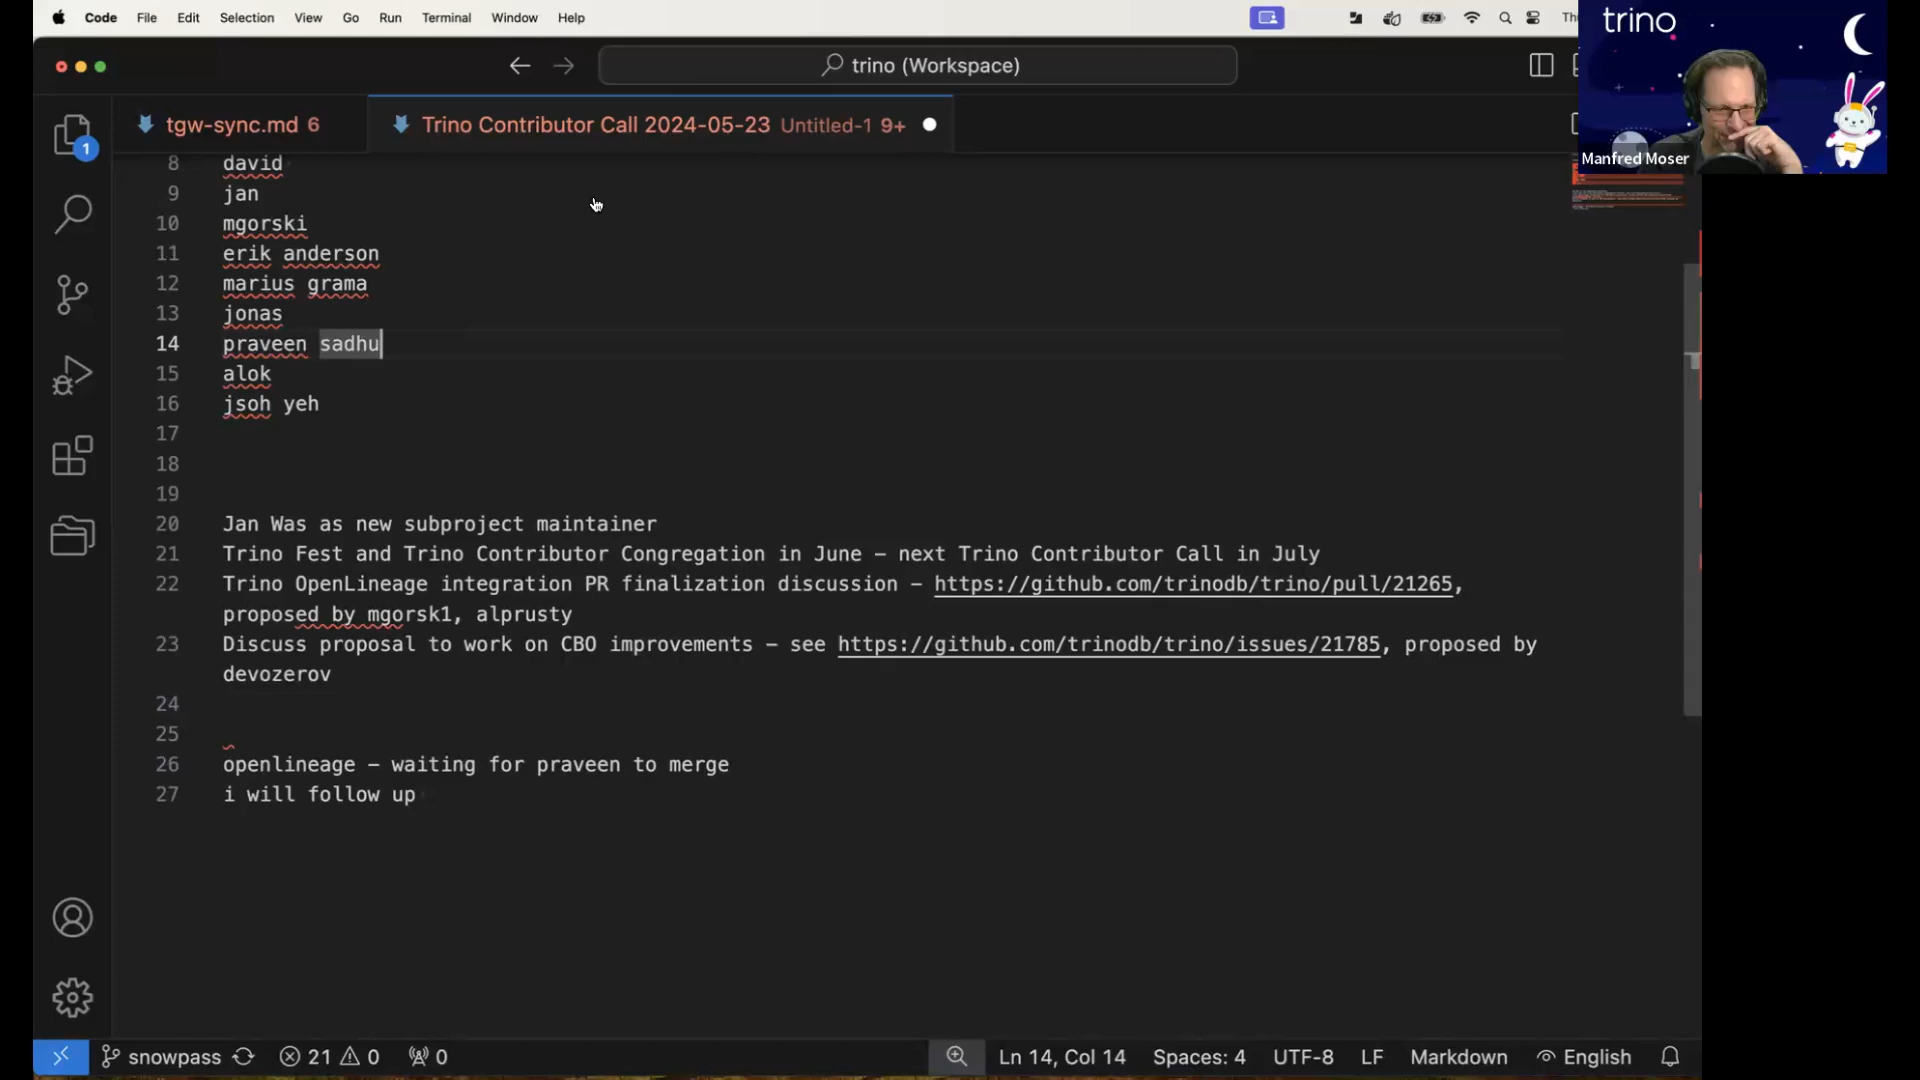 Code File Edit Selection View Go Run Terminal Window Help
trino
trino (Workspace)
Manfred Moser
tgw-sync.md 6
Trino Contributor Call 2024-05-23 Untitled-1 9+
1
8 david
9 jan
10 mgorski
11 erik anderson
12 marius grama
13 jonas
14 praveen sadhu
15 alok
16 jsoh yeh
17
18
19
20 Jan Was as new subproject maintainer
21 Trino Fest and Trino Contributor Congregation in June – next Trino Contributor Call in July
22 Trino OpenLineage integration PR finalization discussion – https://github.com/trinodb/trino/pull/21265,
proposed by mgorsk1, alprusty
23 Discuss proposal to work on CBO improvements – see https://github.com/trinodb/trino/issues/21785, proposed by
devozerov
24
25
26 openlineage – waiting for praveen to merge
27 i will follow up
snowpass 21 0 0 Ln 14, Col 14 Spaces: 4 UTF-8 LF Markdown English